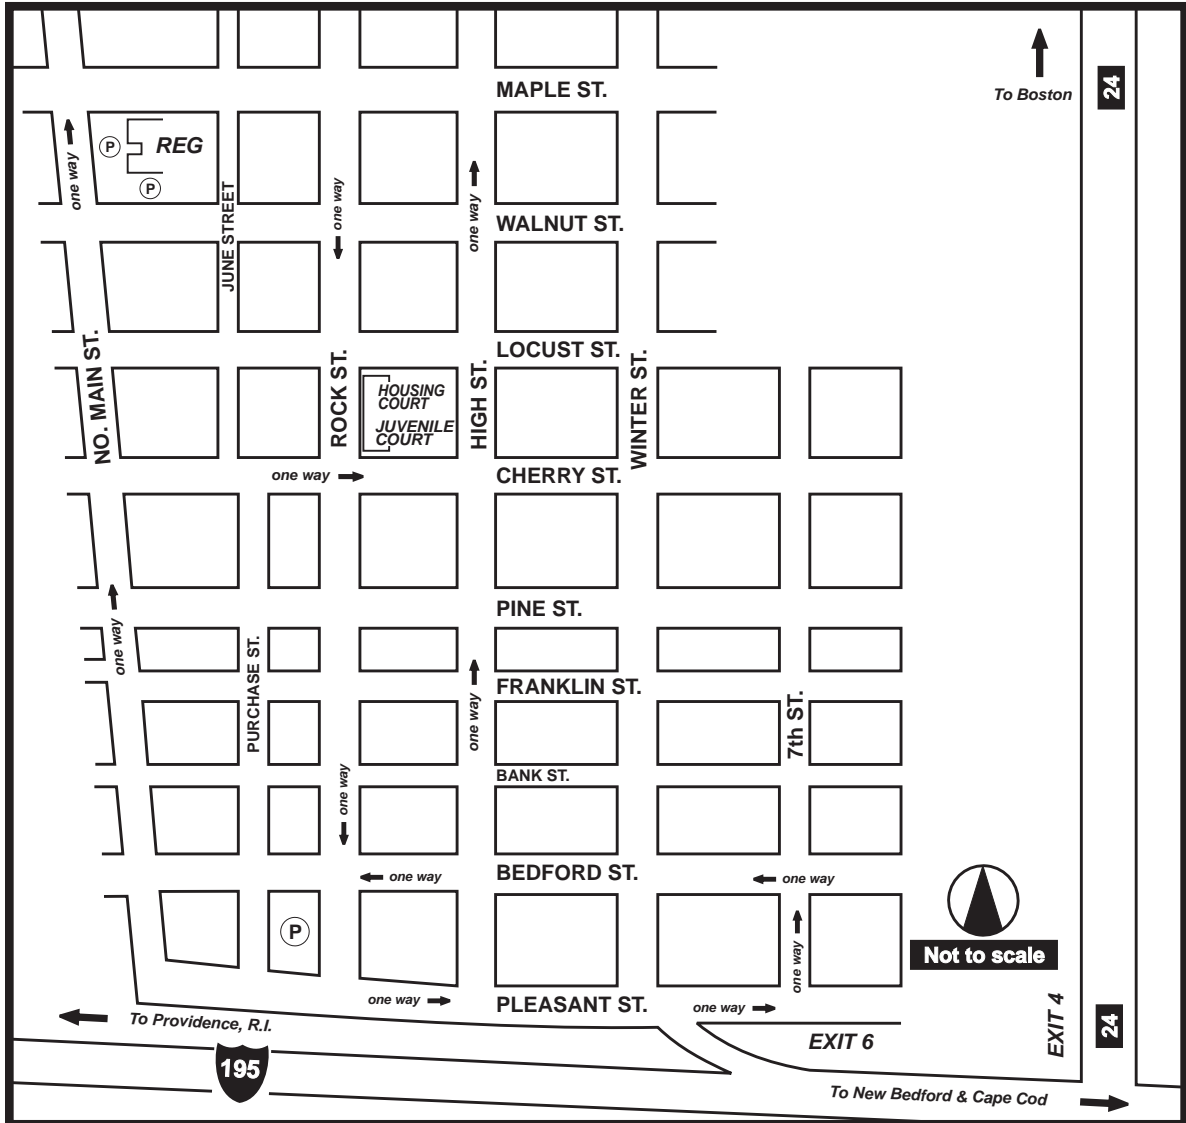 MAPLE ST.
To Boston
24
P
REG
P
one way
JUNE STREET
one way
one way
WALNUT ST.
LOCUST ST.
NO. MAIN ST.
ROCK ST.
HOUSING
COURT
JUVENILE
COURT
HIGH ST.
WINTER ST.
one way
CHERRY ST.
PINE ST.
one way
PURCHASE ST.
one way
FRANKLIN ST.
7th ST.
BANK ST.
one way
one way
BEDFORD ST.
one way
P
one way
Not to scale
one way
PLEASANT ST.
one way
To Providence, R.I.
EXIT 6
EXIT 4
24
195
To New Bedford & Cape Cod